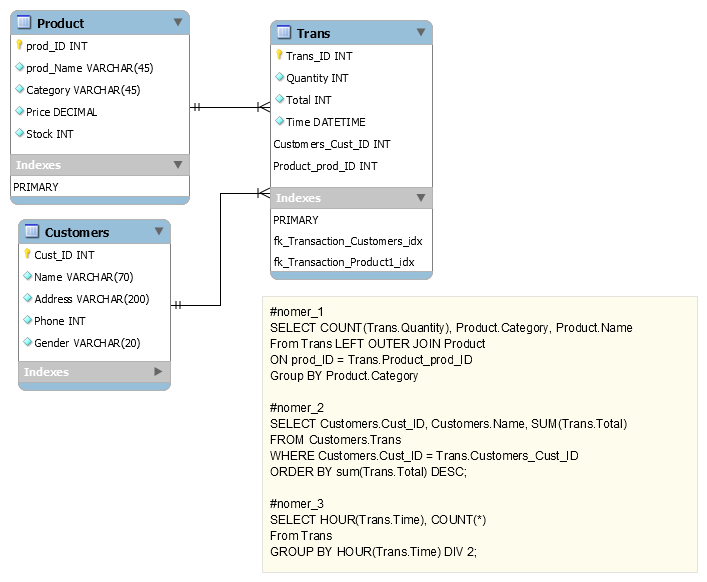 Product
prod_ID INT
prod_Name VARCHAR(45)
Category VARCHAR(45)
Price DECIMAL
Stock INT
Indexes
PRIMARY
Trans
Trans_ID INT
Quantity INT
Total INT
Time DATETIME
Customers_Cust_ID INT
Product_prod_ID INT
Indexes
PRIMARY
fk_Transaction_Customers_idx
fk_Transaction_Product1_idx
Customers
Cust_ID INT
Name VARCHAR(70)
Address VARCHAR(200)
Phone INT
Gender VARCHAR(20)
Indexes
#nomer_1
SELECT COUNT(Trans.Quantity), Product.Category, Product.Name
From Trans LEFT OUTER JOIN Product
ON prod_ID = Trans.Product_prod_ID
Group BY Product.Category
#nomer_2
SELECT Customers.Cust_ID, Customers.Name, SUM(Trans.Total)
FROM Customers.Trans
WHERE Customers.Cust_ID = Trans.Customers_Cust_ID
ORDER BY sum(Trans.Total) DESC;
#nomer_3
SELECT HOUR(Trans.Time), COUNT(*)
From Trans
GROUP BY HOUR(Trans.Time) DIV 2;